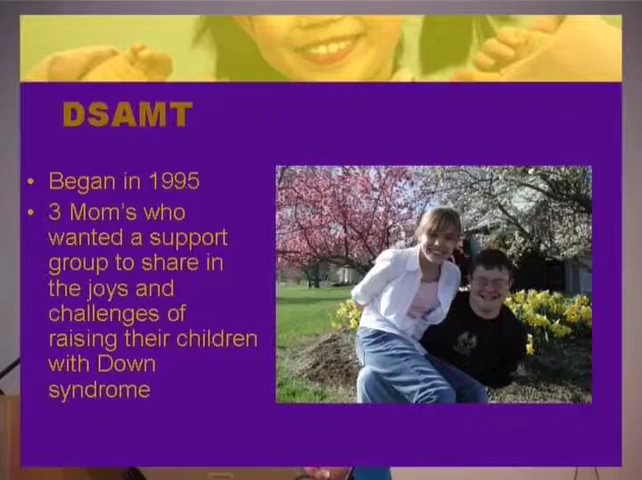 DSAMT
• Began in 1995
• 3 Mom's who
wanted a support
group to share in
the joys and
challenges of
raising their children
with Down
syndrome